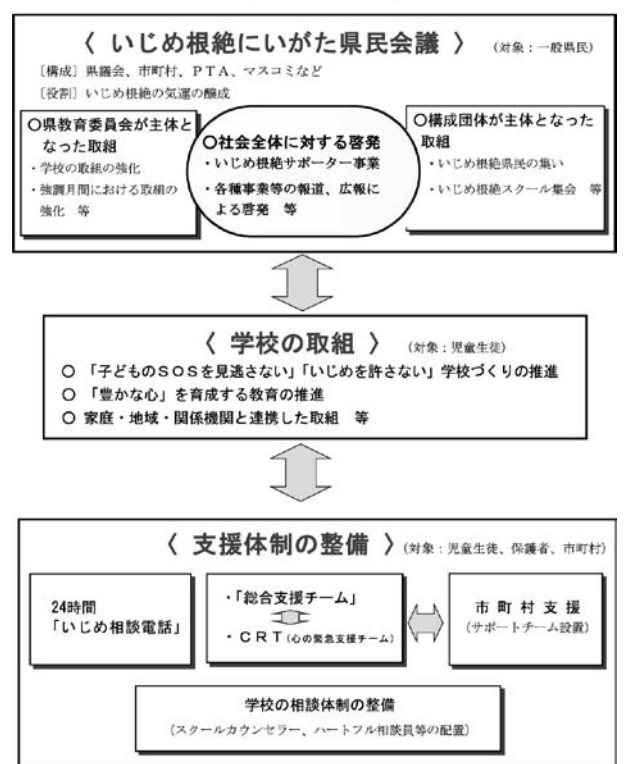 〈 いじめ根絶にいがた県民会議 〉 (対象：一般県民)
〔構成〕県議会、市町村、ＰＴＡ、マスコミなど
〔役割〕いじめ根絶の気運の醸成
〇県教育委員会が主体と
なった取組
・学校の取組の強化
・強調月間における取組の
強化 等
〇社会全体に対する啓発
・いじめ根絶サポーター事業
・各種事業等の報道、広報に
よる啓発 等
〇構成団体が主体となった
取組
・いじめ根絶県民の集い
・いじめ根絶スクール集会 等
〈 学校の取組 〉 (対象：児童生徒)
〇 「子どものＳＯＳを見逃さない」「いじめを許さない」学校づくりの推進
〇 「豊かな心」を育成する教育の推進
〇 家庭・地域・関係機関と連携した取組 等
〈 支援体制の整備 〉(対象：児童生徒、保護者、市町村)
24時間
「いじめ相談電話」
・「総合支援チーム」
・ＣＲＴ(心の緊急支援チーム)
市町村支援
(サポートチーム設置)
学校の相談体制の整備
(スクールカウンセラー、ハートフル相談員等の配置)